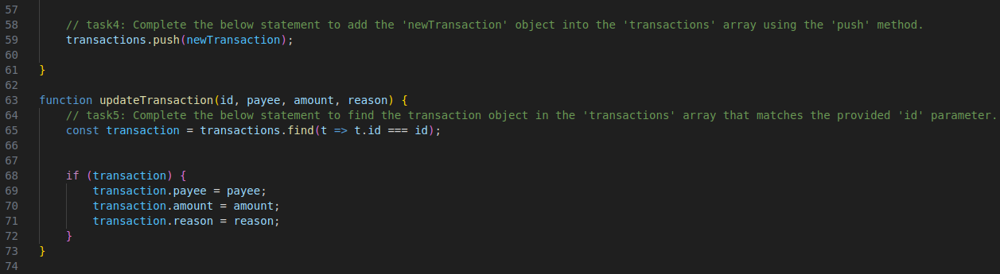 57
58 // task4: Complete the below statement to add the 'newTransaction' object into the 'transactions' array using the 'push' method.
59 transactions.push(newTransaction);
60
61 }
62
63 function updateTransaction(id, payee, amount, reason) {
64 // task5: Complete the below statement to find the transaction object in the 'transactions' array that matches the provided 'id' parameter.
65 const transaction = transactions.find(t => t.id === id);
66
67
68 if (transaction) {
69 transaction.payee = payee;
70 transaction.amount = amount;
71 transaction.reason = reason;
72 }
73 }
74